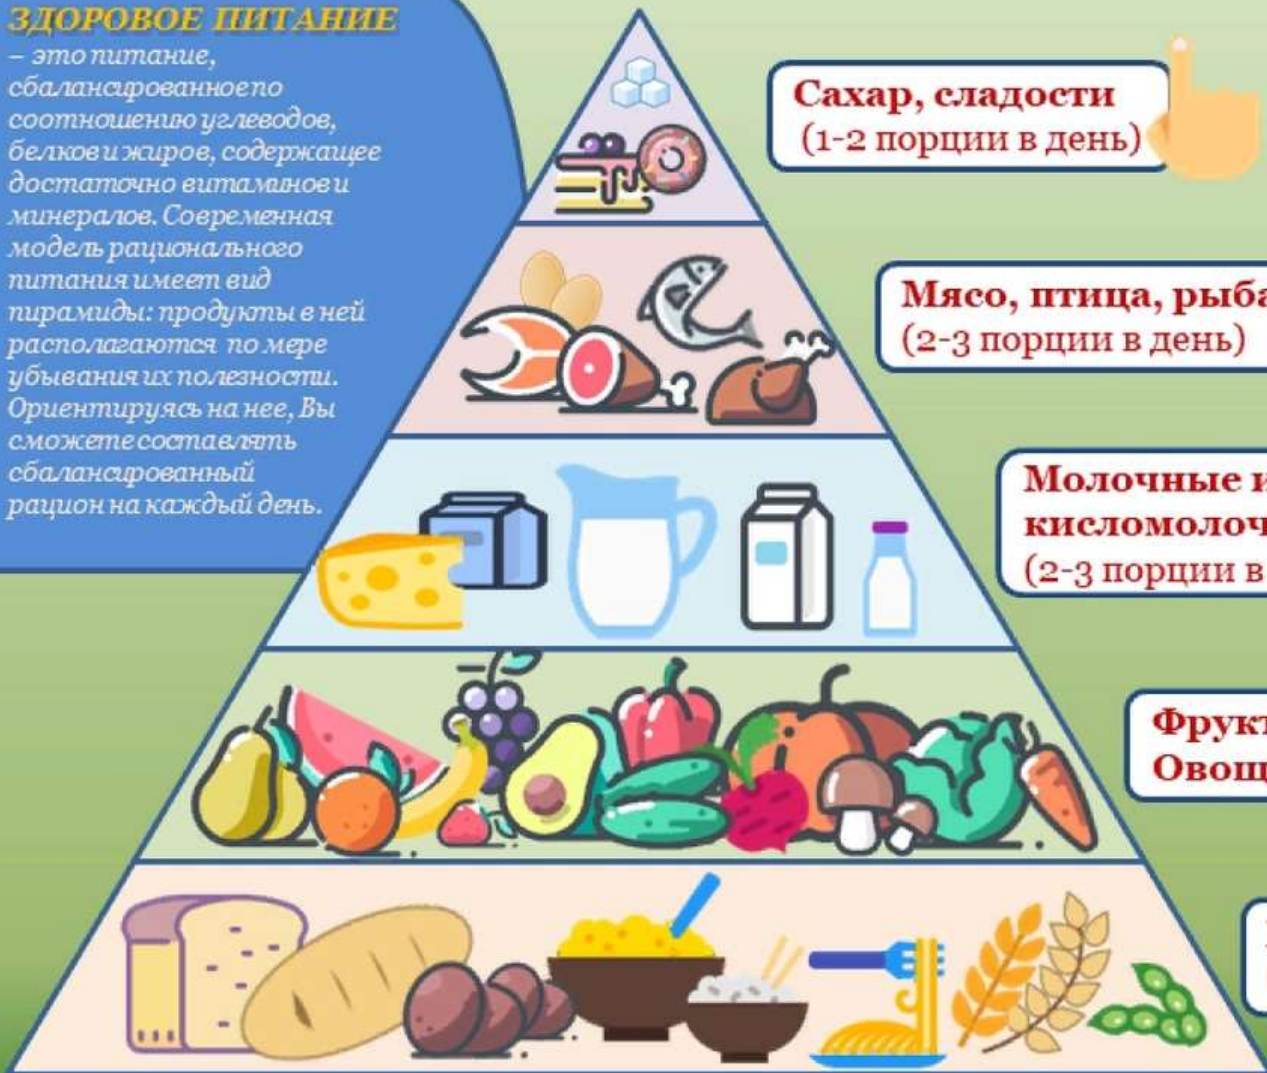 ЗДОРОВОЕ ПИТАНИЕ
– это питание,
сбалансированное по
соотношению углеводов,
белков и жиров, содержащее
достаточно витаминов и
минералов. Современная
модель рационального
питания имеет вид
пирамиды: продукты в ней
располагаются по мере
убывания их полезности.
Ориентируясь на нее, Вы
сможете составлять
сбалансированный
рацион на каждый день.
Сахар, сладости
(1-2 порции в день)
Мясо, птица, рыба
(2-3 порции в день)
Молочные и
кисломолоч
(2-3 порции в
Фрукт
Овощ